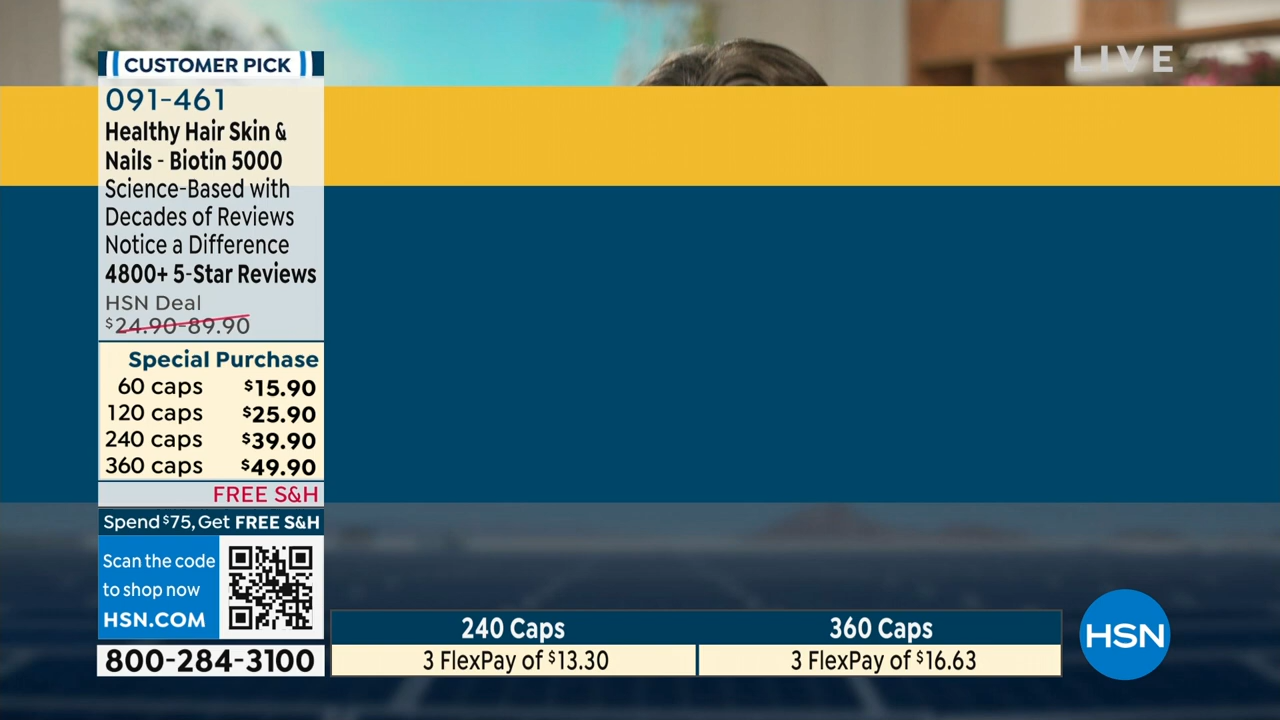 CUSTOMER PICK
091-461
Healthy Hair Skin &
Nails - Biotin 5000
Science-Based with
Decades of Reviews
Notice a Difference
4800+ 5-Star Reviews
HSN Deal
$24.90-89.90
Special Purchase
60 caps $15.90
120 caps $25.90
240 caps $39.90
360 caps $49.90
FREE S&H
Spend $75, Get FREE S&H
Scan the code
to shop now
HSN.COM
800-284-3100
240 Caps 360 Caps
3 FlexPay of $13.30 3 FlexPay of $16.63
LIVE
HSN